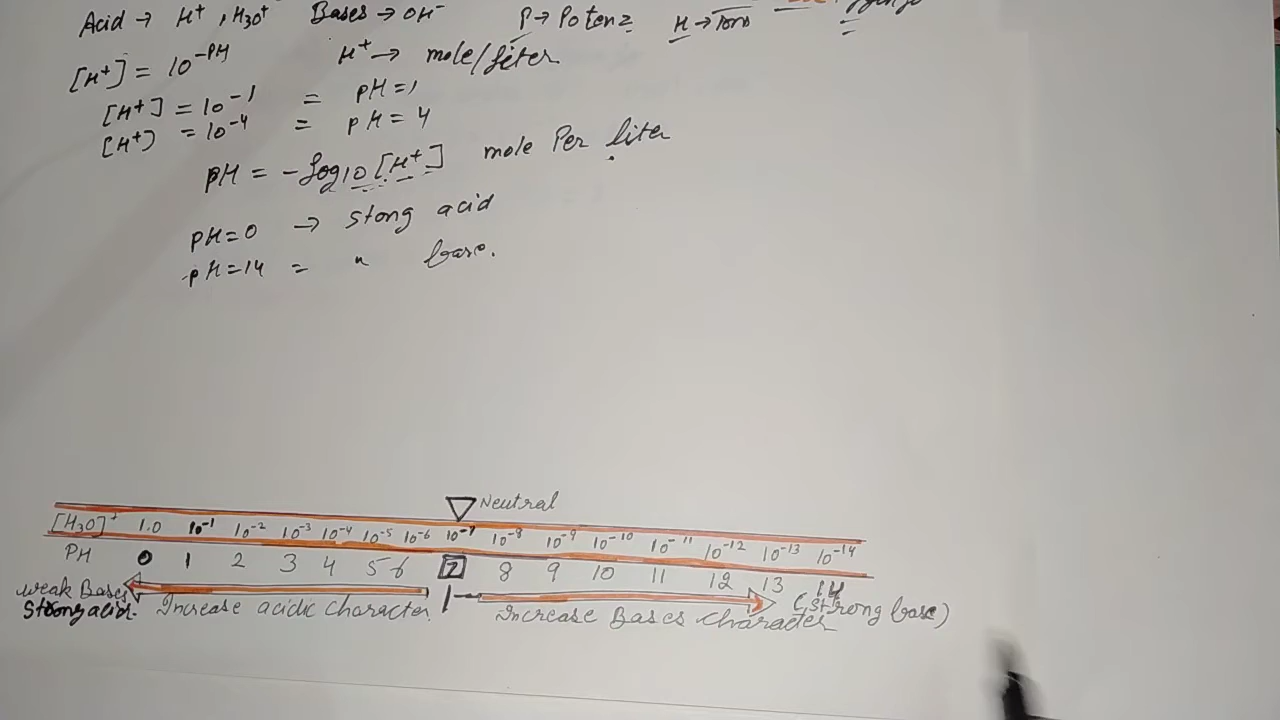 Acid → H⁺, H3O⁺ Bases → OH⁻ P → Potenz H → Ions
[H⁺] = 10⁻ᴾᴴ H⁺ → mole/liter
[H⁺] = 10⁻¹ = pH = 1
[H⁺) = 10⁻⁴ = pH = 4
pH = -log10 [H⁺] mole Per liter
pH=0 → stong acid
pH=14 = " base.
Neutral
[H3O]⁺ 1.0 10⁻¹ 10⁻² 10⁻³ 10⁻⁴ 10⁻⁵ 10⁻⁶ 10⁻⁷ 10⁻⁸ 10⁻⁹ 10⁻¹⁰ 10⁻¹¹ 10⁻¹² 10⁻¹³ 10⁻¹⁴
PH 0 1 2 3 4 5 6 7 8 9 10 11 12 13 14
weak Bases
Stoong acid. Increase acidic character Increase Bases Character (Strong base)